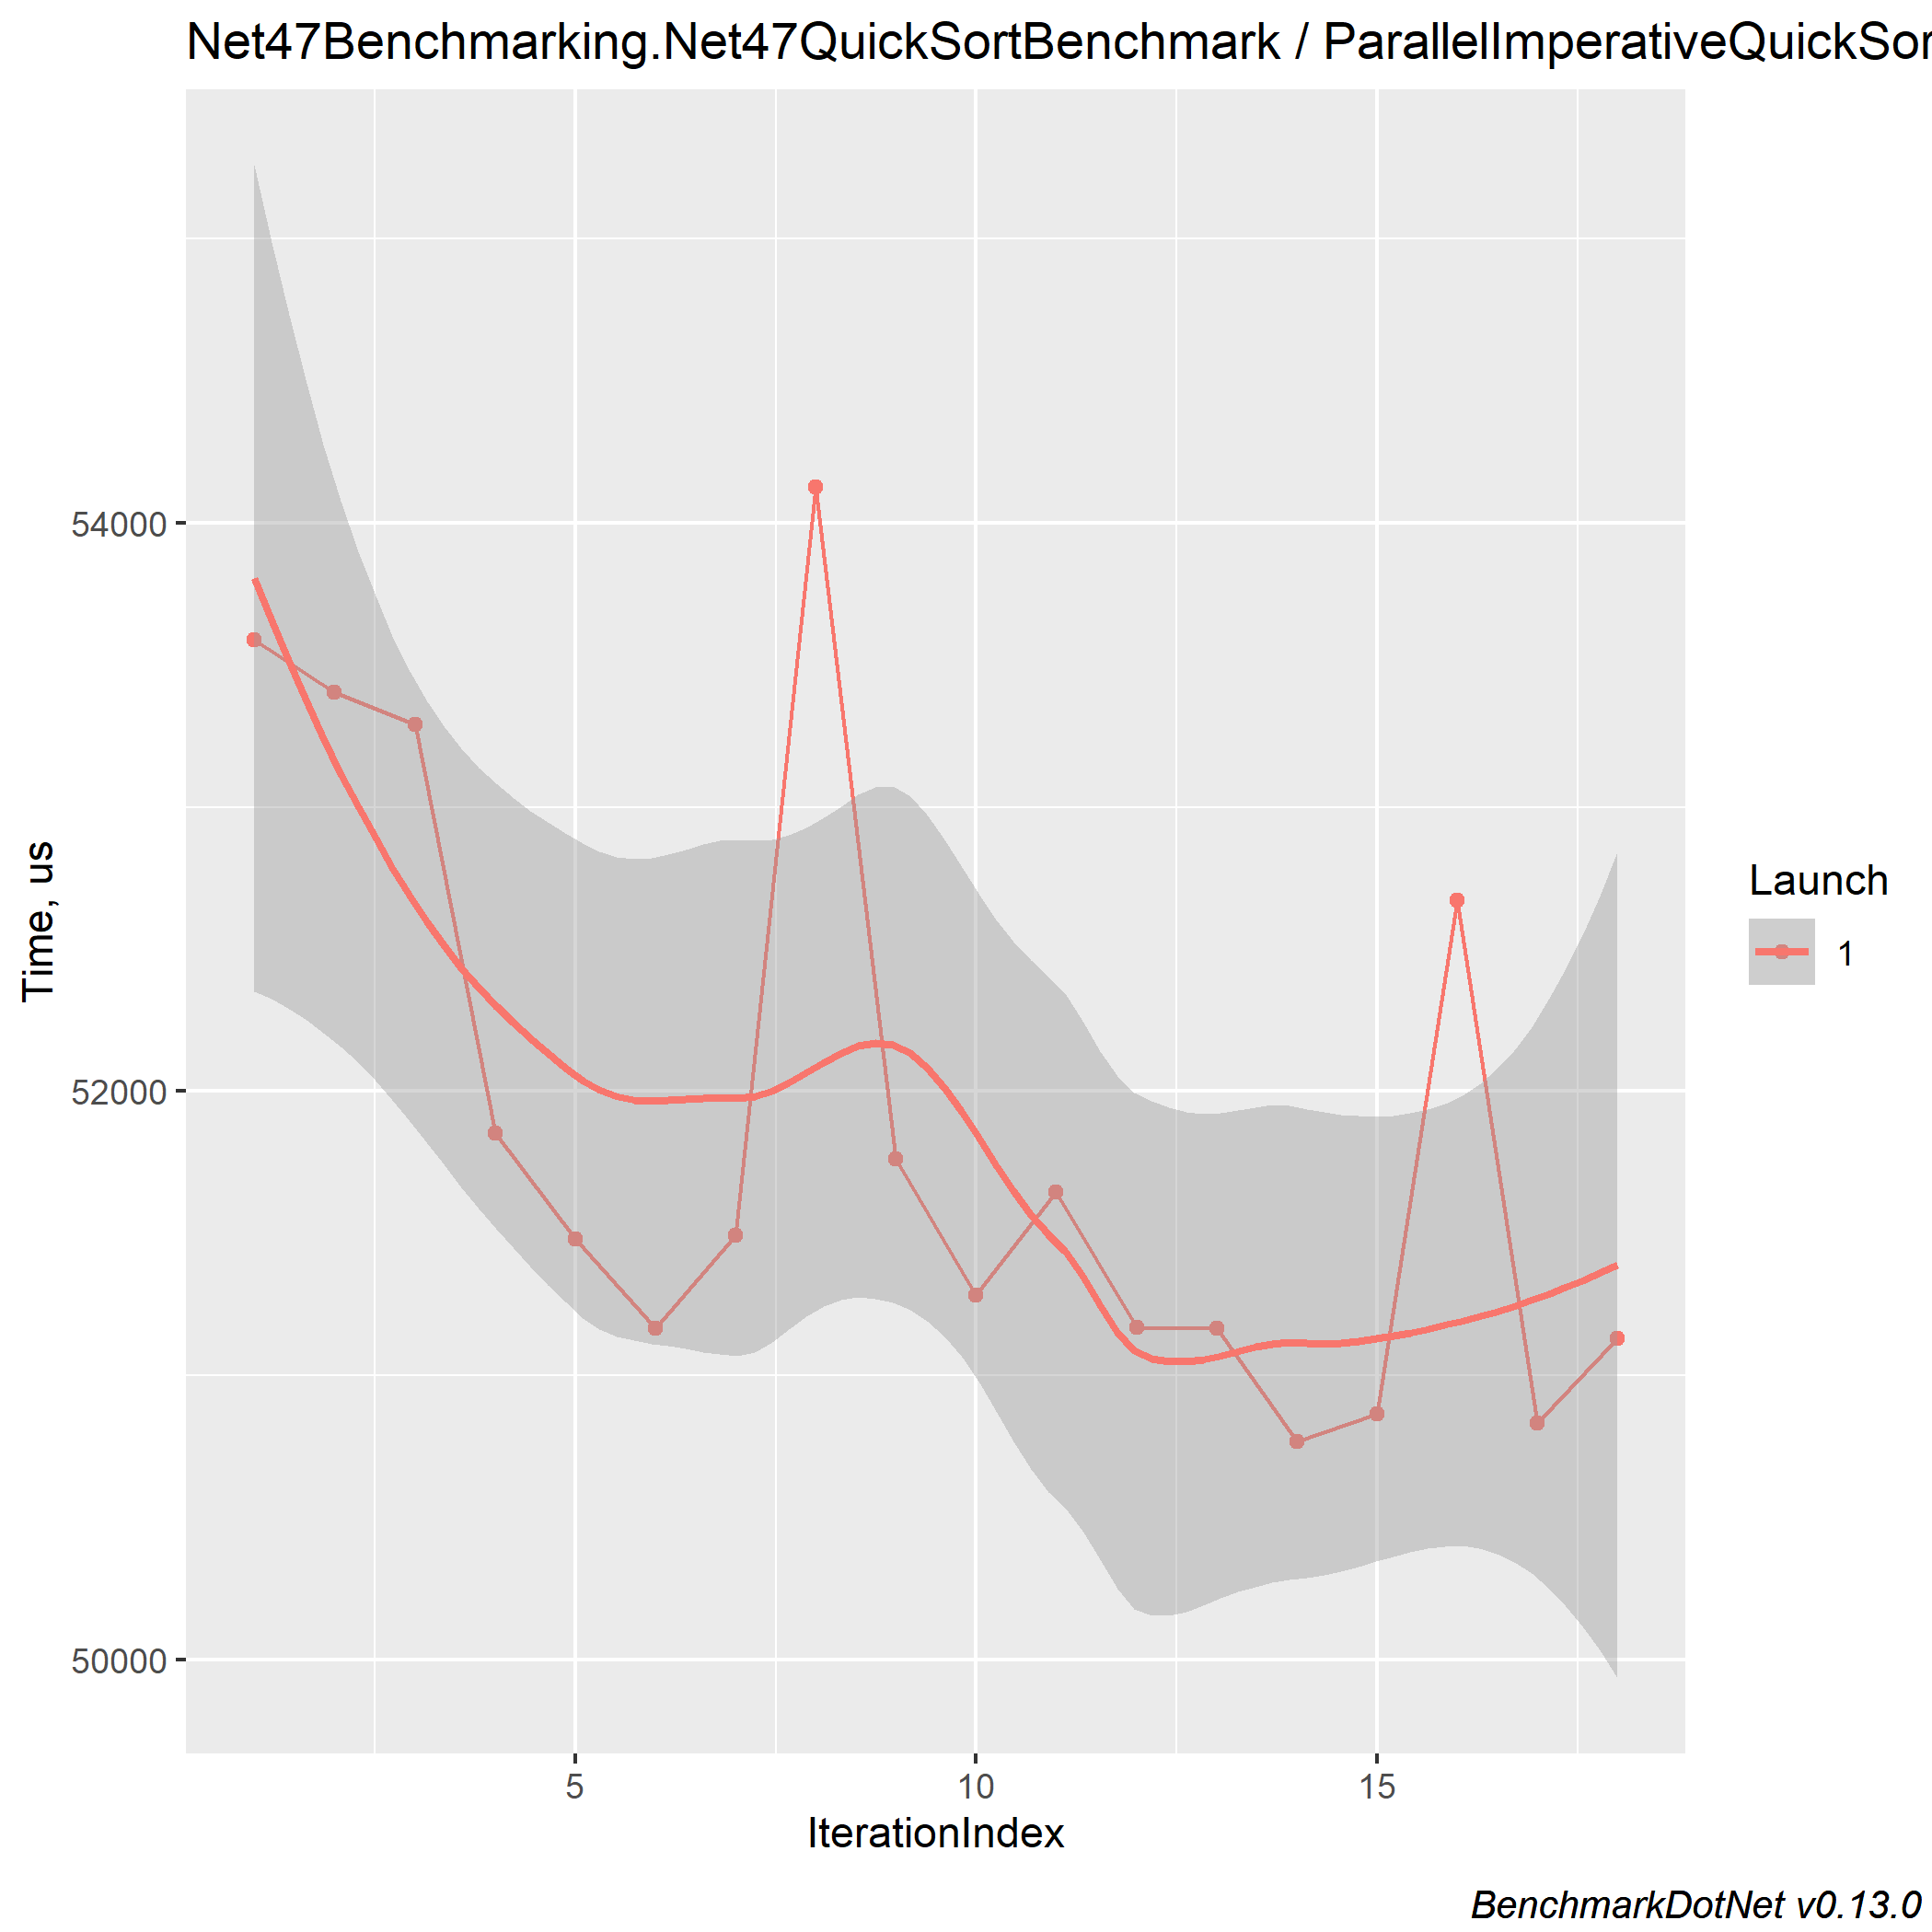 Net47Benchmarking.Net47QuickSortBenchmark / ParallelImperativeQuickSor
54000
52000
50000
Time, us
5 10 15
IterationIndex
Launch
1
BenchmarkDotNet v0.13.0